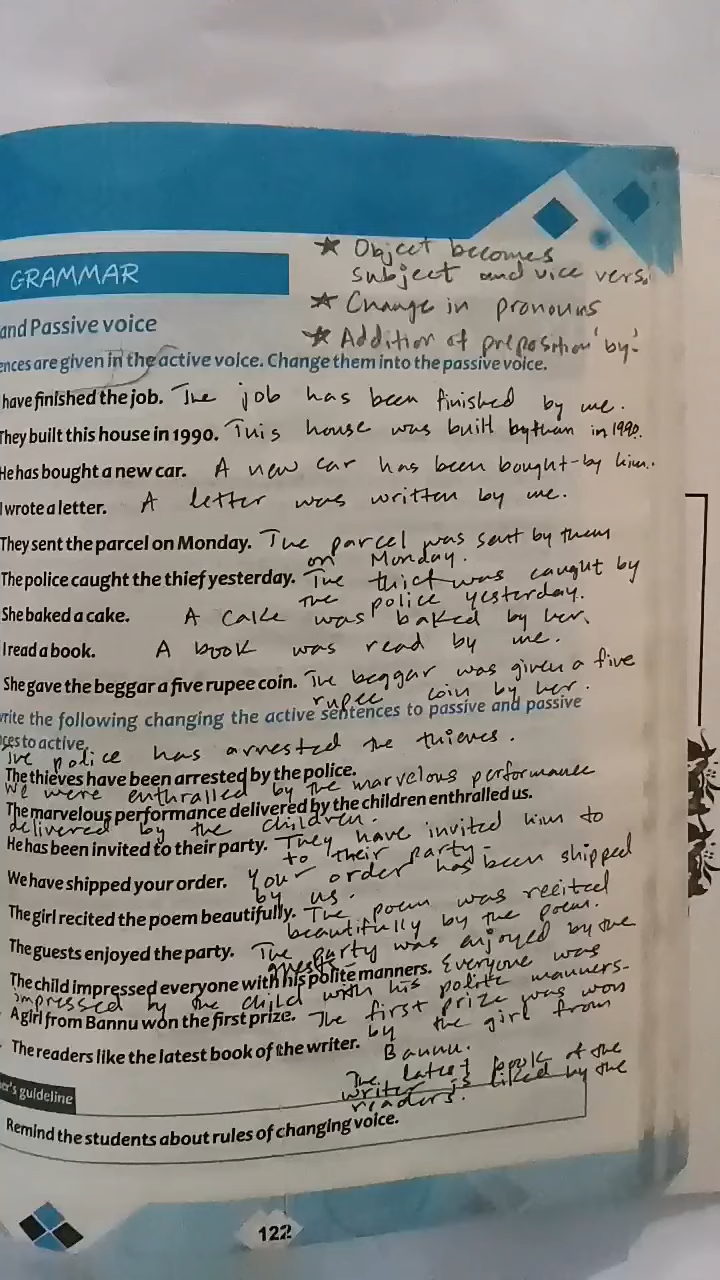 ★ Object becomes
subject and vice vers
GRAMMAR
★ Change in pronouns
and Passive voice
★ Addition of preposition 'by'
ences are given in the active voice. Change them into the passive voice.
have finished the job. The job has been finished by me.
They built this house in 1990. This house was built by them in 1990.
He has bought a new car. A new car has been bought by him.
I wrote a letter. A letter was written by me.
They sent the parcel on Monday. The parcel was sent by them
on Monday.
The police caught the thief yesterday. The thief was caught by
The police yesterday.
She baked a cake. A cake was baked by her.
I read a book. A book was read by me.
She gave the beggar a five rupee coin. The beggar was given a five
rupee coin by her.
write the following changing the active sentences to passive and passive
ces to active.
The police has arrested the thieves.
The thieves have been arrested by the police.
We were enthralled by the marvelous performance
The marvelous performance delivered by the children enthralled us.
delivered by the children.
He has been invited to their party. They have invited him to
to their party.
We have shipped your order. Your order has been shipped
by us.
The girl recited the poem beautifully. The poem was recited
beautifully by the poem.
The guests enjoyed the party. The party was enjoyed by the
guests.
The child impressed everyone with his polite manners. Everyone was
impressed by the child with his polite manners.
A girl from Bannu won the first prize. The first prize was won
by the girl from
The readers like the latest book of the writer. Bannu.
The latest book of the
writer is liked by the
readers.
er's guideline
Remind the students about rules of changing voice.
122